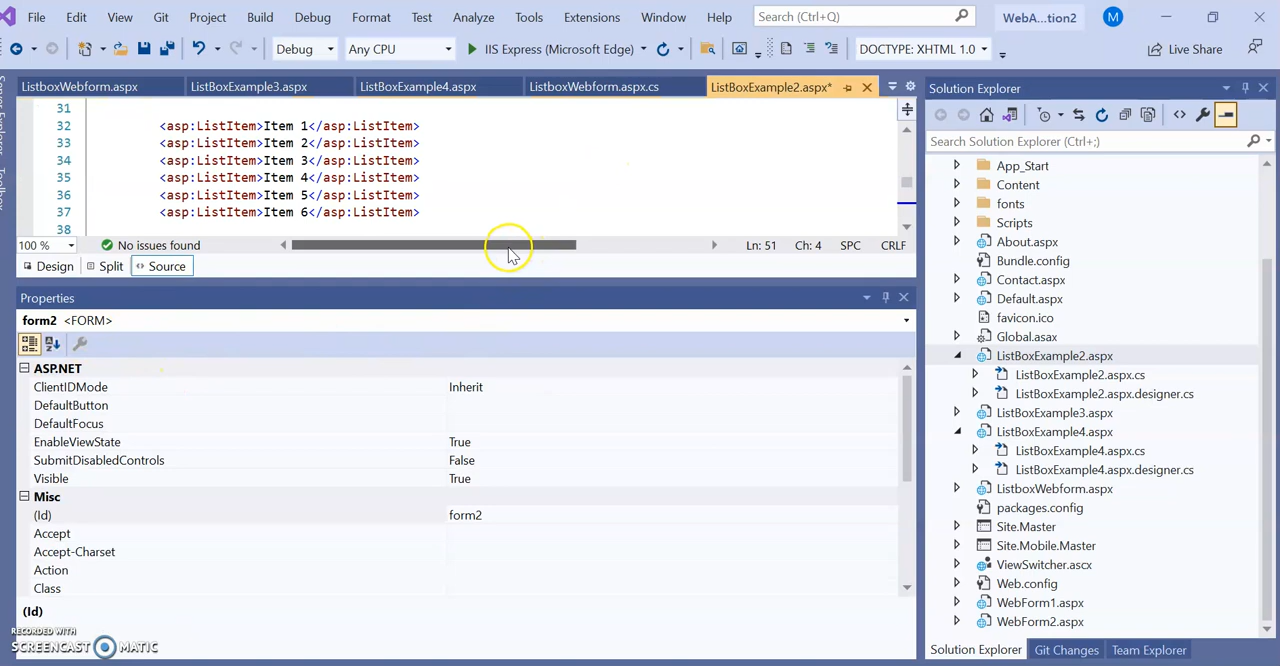 File Edit View Git Project Build Debug Format Test Analyze Tools Extensions Window Help Search (Ctrl+Q) WebA...tion2 M
Debug Any CPU IIS Express (Microsoft Edge) DOCTYPE: XHTML 1.0 Live Share
Server Explorer
Toolbox
ListboxWebform.aspx ListBoxExample3.aspx ListBoxExample4.aspx ListboxWebform.aspx.cs ListBoxExample2.aspx*
31
32 <asp:ListItem>Item 1</asp:ListItem>
33 <asp:ListItem>Item 2</asp:ListItem>
34 <asp:ListItem>Item 3</asp:ListItem>
35 <asp:ListItem>Item 4</asp:ListItem>
36 <asp:ListItem>Item 5</asp:ListItem>
37 <asp:ListItem>Item 6</asp:ListItem>
38
100 % No issues found Ln: 51 Ch: 4 SPC CRLF
Design Split Source
Properties
form2 <FORM>
ASP.NET
ClientIDMode Inherit
DefaultButton
DefaultFocus
EnableViewState True
SubmitDisabledControls False
Visible True
Misc
(Id) form2
Accept
Accept-Charset
Action
Class
(Id)
RECORDED WITH
SCREENCAST MATIC
Solution Explorer
Search Solution Explorer (Ctrl+;)
App_Start
Content
fonts
Scripts
About.aspx
Bundle.config
Contact.aspx
Default.aspx
favicon.ico
Global.asax
ListBoxExample2.aspx
ListBoxExample2.aspx.cs
ListBoxExample2.aspx.designer.cs
ListBoxExample3.aspx
ListBoxExample4.aspx
ListBoxExample4.aspx.cs
ListBoxExample4.aspx.designer.cs
ListboxWebform.aspx
packages.config
Site.Master
Site.Mobile.Master
ViewSwitcher.ascx
Web.config
WebForm1.aspx
WebForm2.aspx
Solution Explorer Git Changes Team Explorer